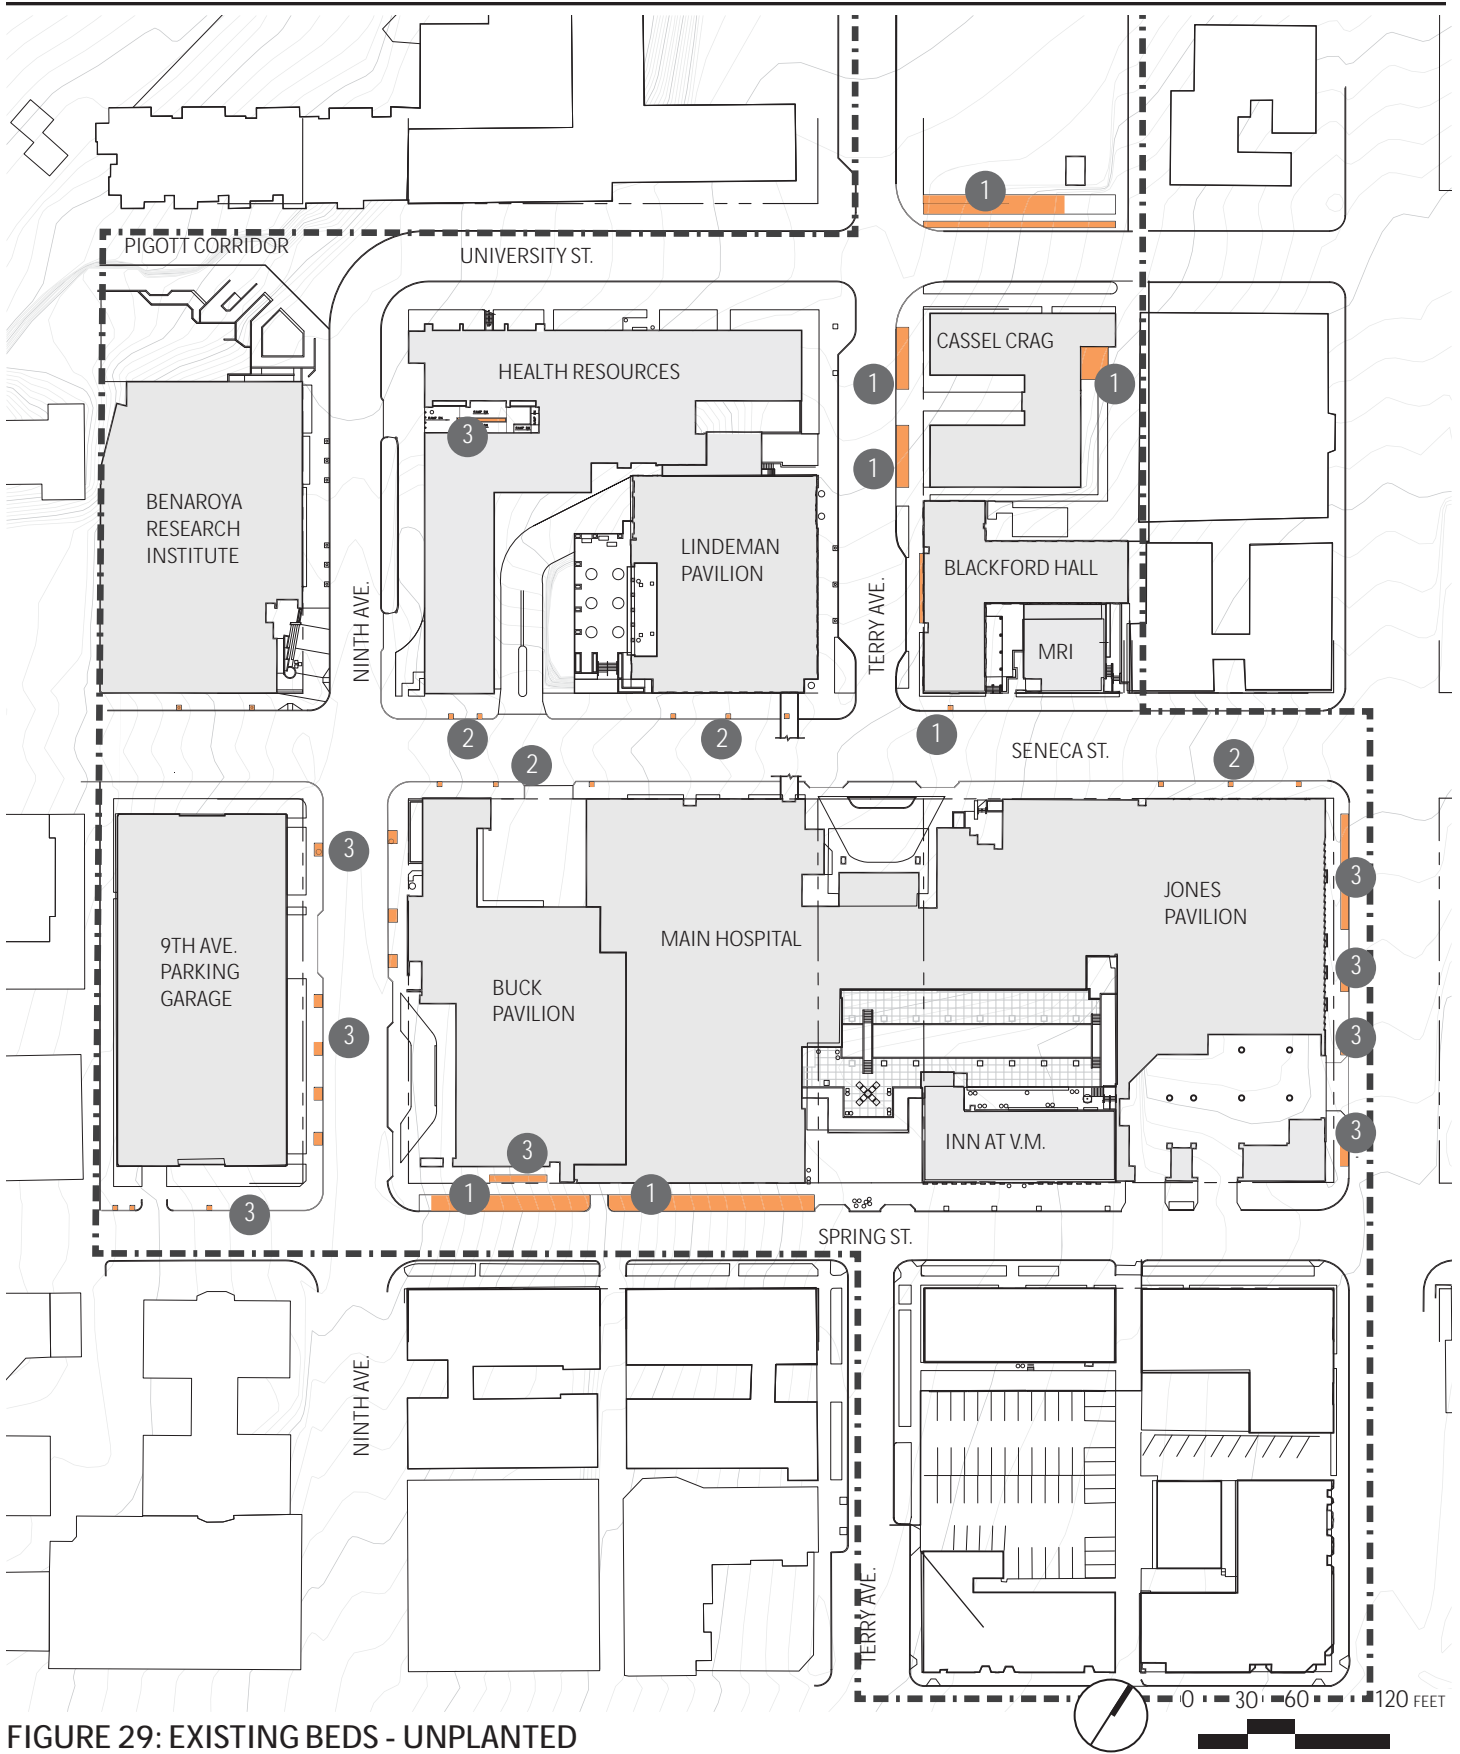 1
PIGOTT CORRIDOR
UNIVERSITY ST.
CASSEL CRAG
HEALTH RESOURCES
1
1
3
1
BENAROYA
RESEARCH
INSTITUTE
LINDEMAN
PAVILION
BLACKFORD HALL
NINTH AVE.
TERRY AVE.
MRI
2
2
1
SENECA ST.
2
2
3
3
JONES
PAVILION
MAIN HOSPITAL
9TH AVE.
PARKING
GARAGE
3
BUCK
PAVILION
3
3
3
INN AT V.M.
3
1
1
3
SPRING ST.
NINTH AVE.
TERRY AVE.
0 30 60 120 FEET
FIGURE 29: EXISTING BEDS - UNPLANTED